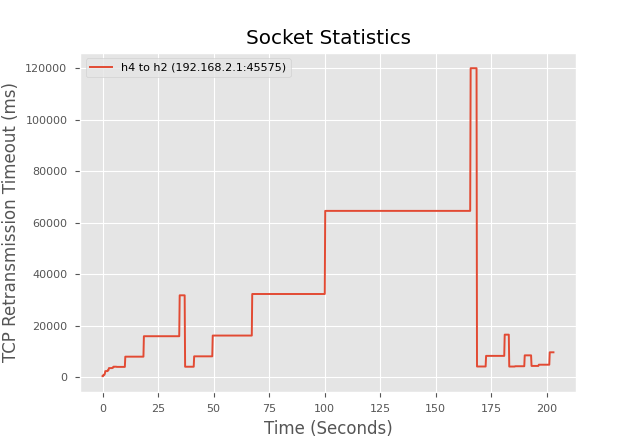 Socket Statistics
h4 to h2 (192.168.2.1:45575)
TCP Retransmission Timeout (ms)
120000
100000
80000
60000
40000
20000
0
0 25 50 75 100 125 150 175 200
Time (Seconds)